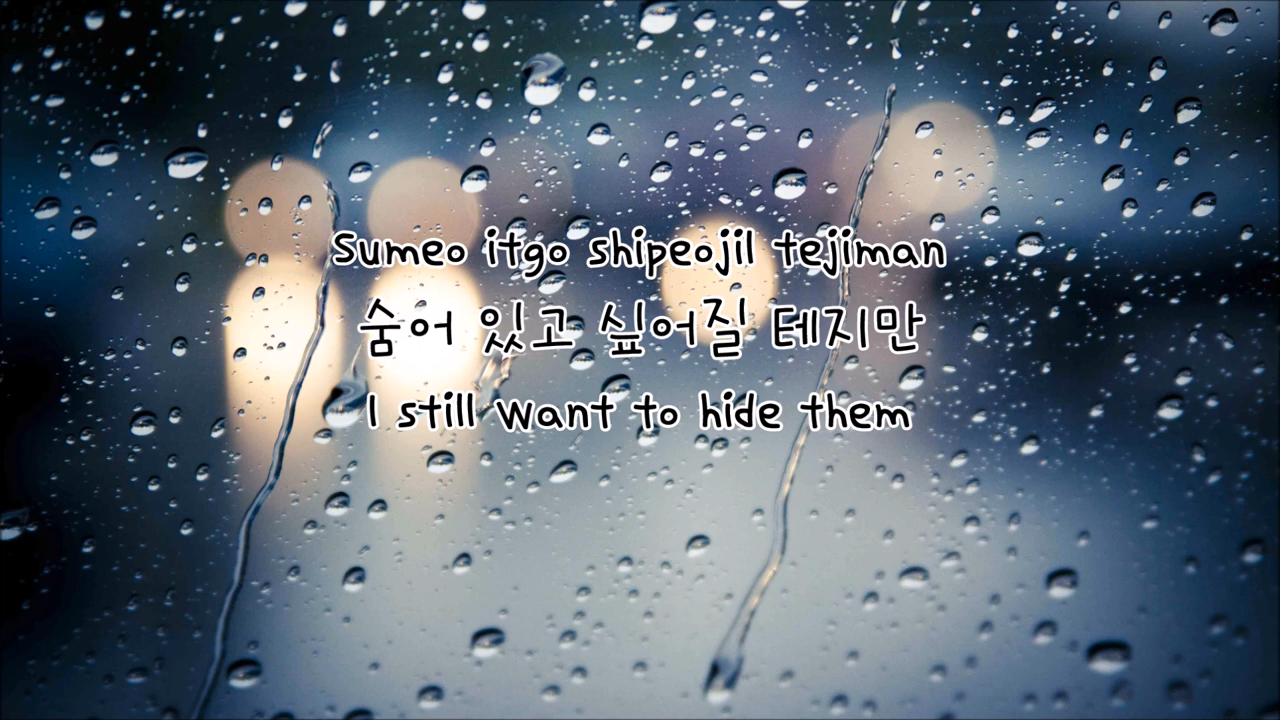 Sumeo itgo shipeojil tejiman
숨어 있고 싶어질 테지만
I still want to hide them